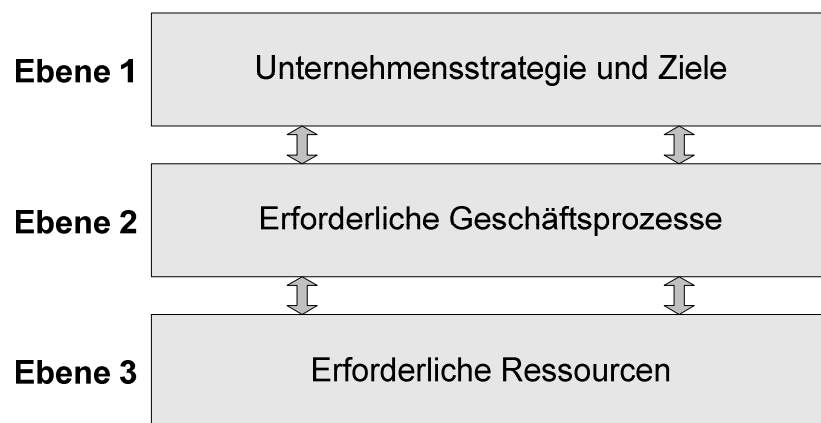 Ebene 1
Unternehmensstrategie und Ziele
Ebene 2
Erforderliche Geschäftsprozesse
Ebene 3
Erforderliche Ressourcen